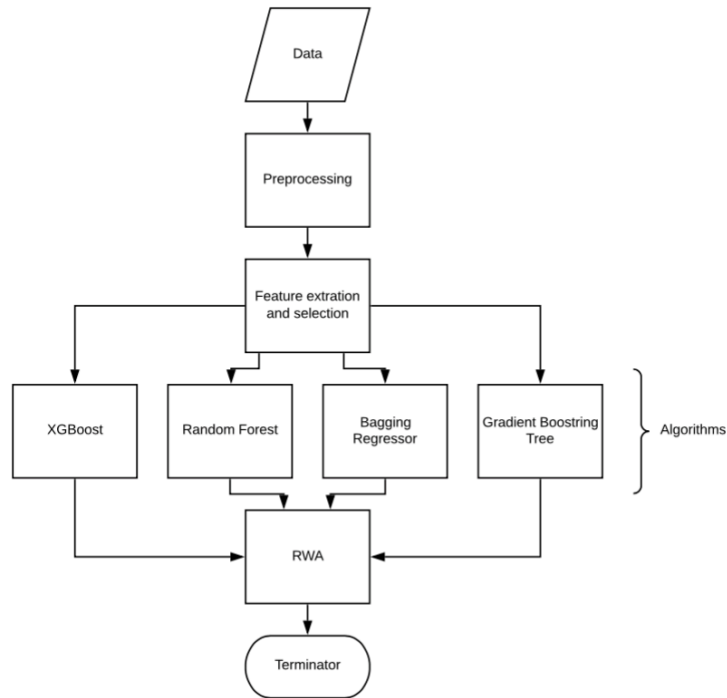 Data
Preprocessing
Feature extration
and selection
XGBoost
Random Forest
Bagging
Regressor
Gradient Boostring
Tree
Algorithms
RWA
Terminator